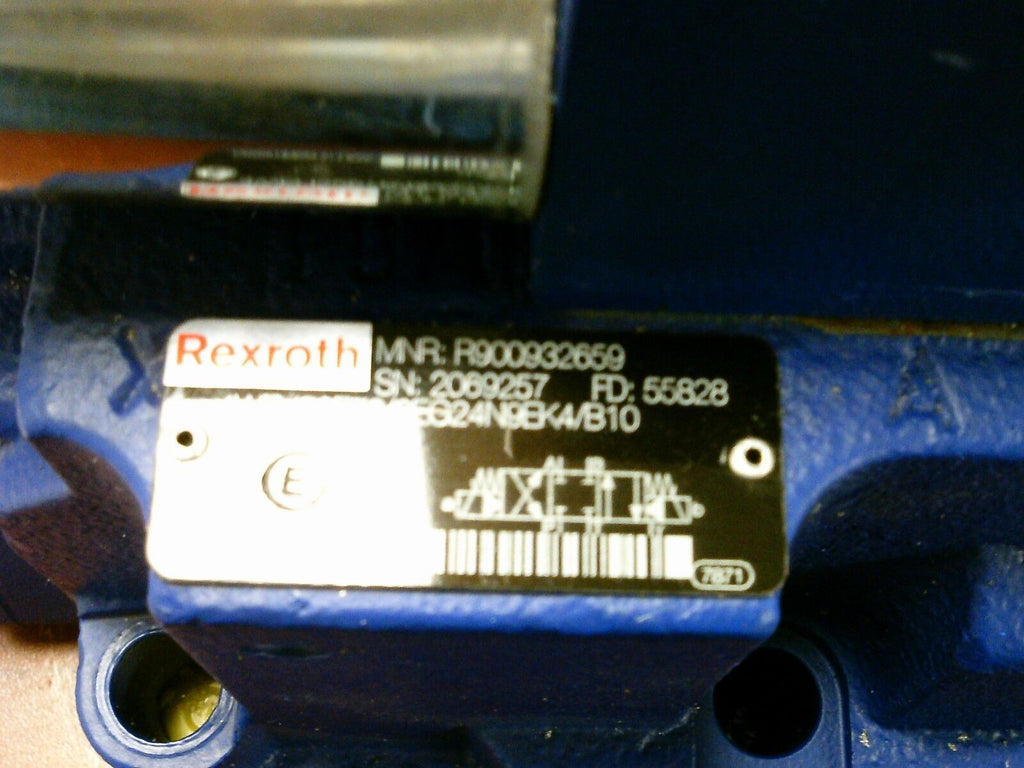 Rexroth
MNR: R900932659
SN: 2069257 FD: 55828
EG24N9EK4/B10
E
7871
A